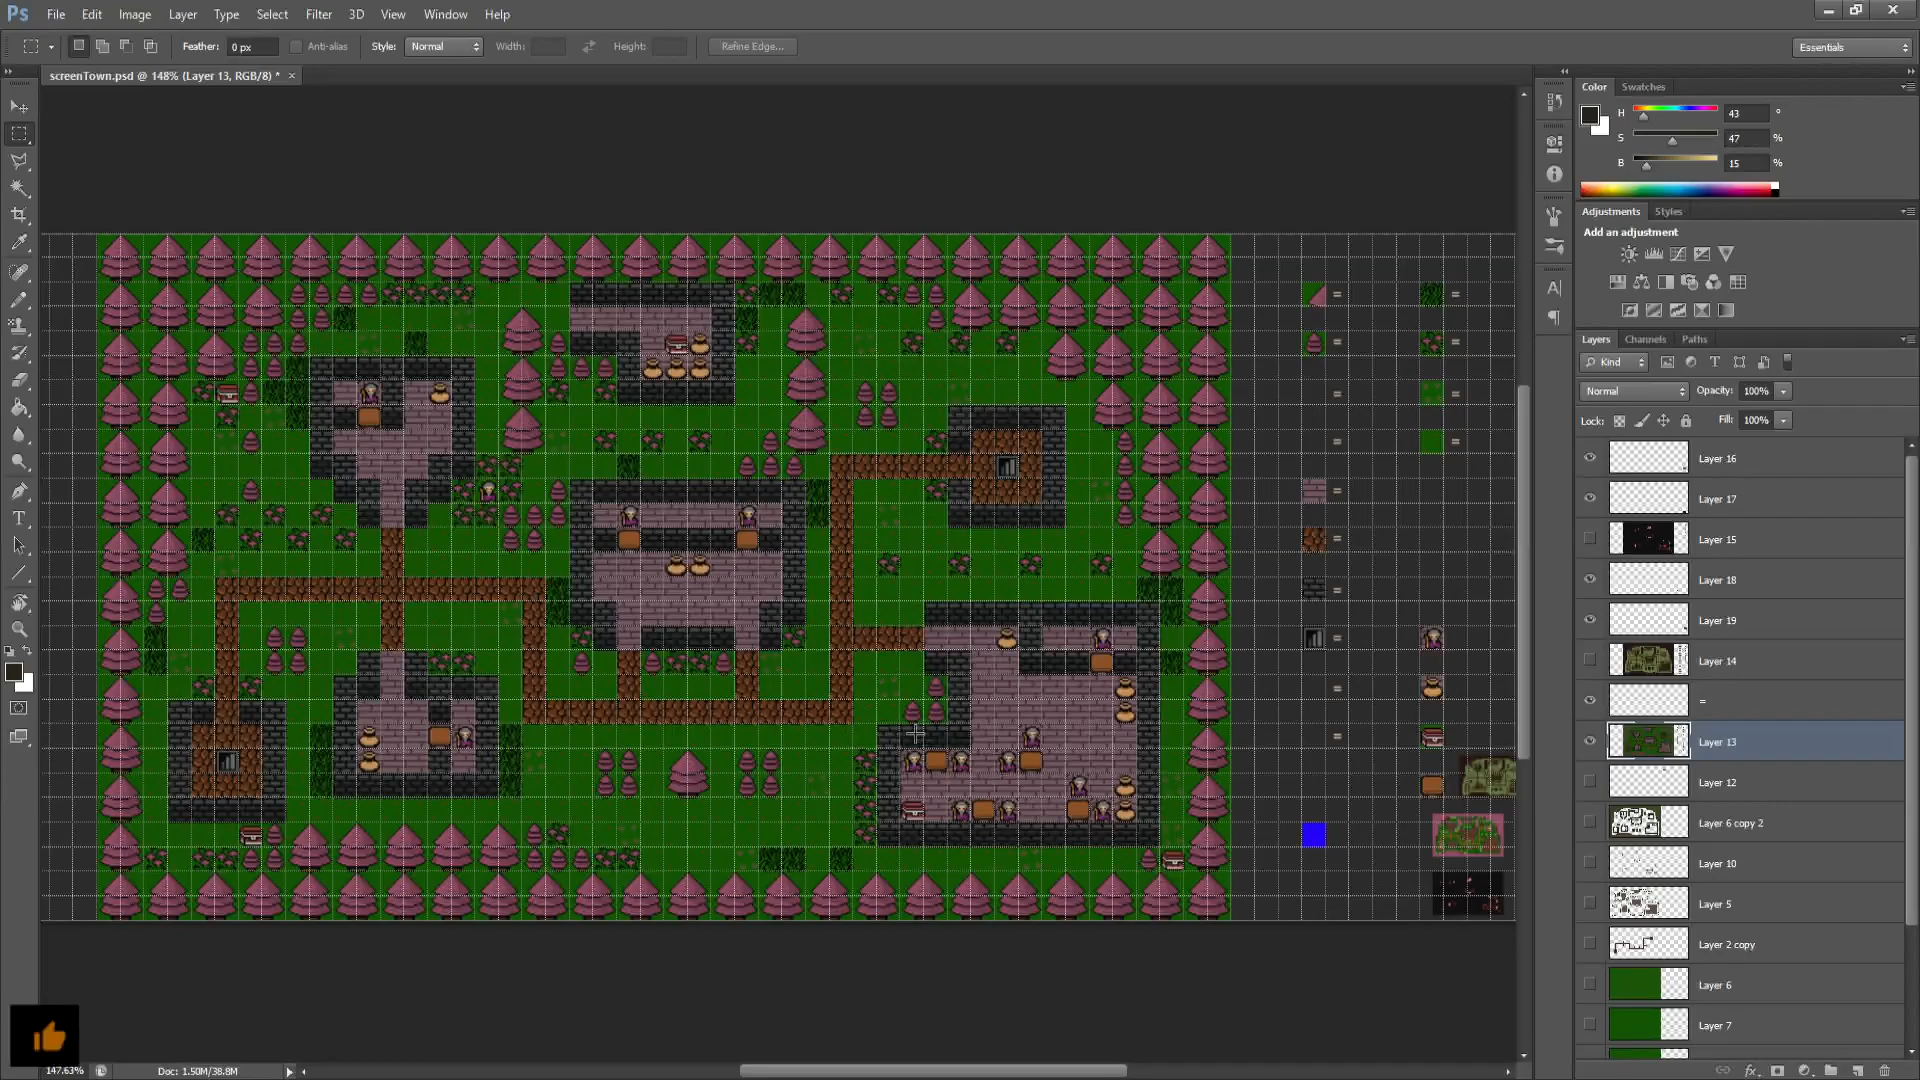 Ps File Edit Image Layer Type Select Filter 3D View Window Help
Feather: 0 px Anti-alias Style: Normal Width: Height: Refine Edge... Essentials
screenTown.psd @ 148% (Layer 13, RGB/8) * ×
Color Swatches
H 43 °
S 47 %
B 15 %
Adjustments Styles
Add an adjustment
Layers Channels Paths
Kind
Normal Opacity: 100%
Lock: Fill: 100%
Layer 16
Layer 17
Layer 15
Layer 18
Layer 19
Layer 14
=
Layer 13
Layer 12
Layer 6 copy 2
Layer 10
Layer 5
Layer 2 copy
Layer 6
Layer 7
= =
= =
= =
= =
=
=
=
=
=
=
147.63% Doc: 1.50M/38.8M